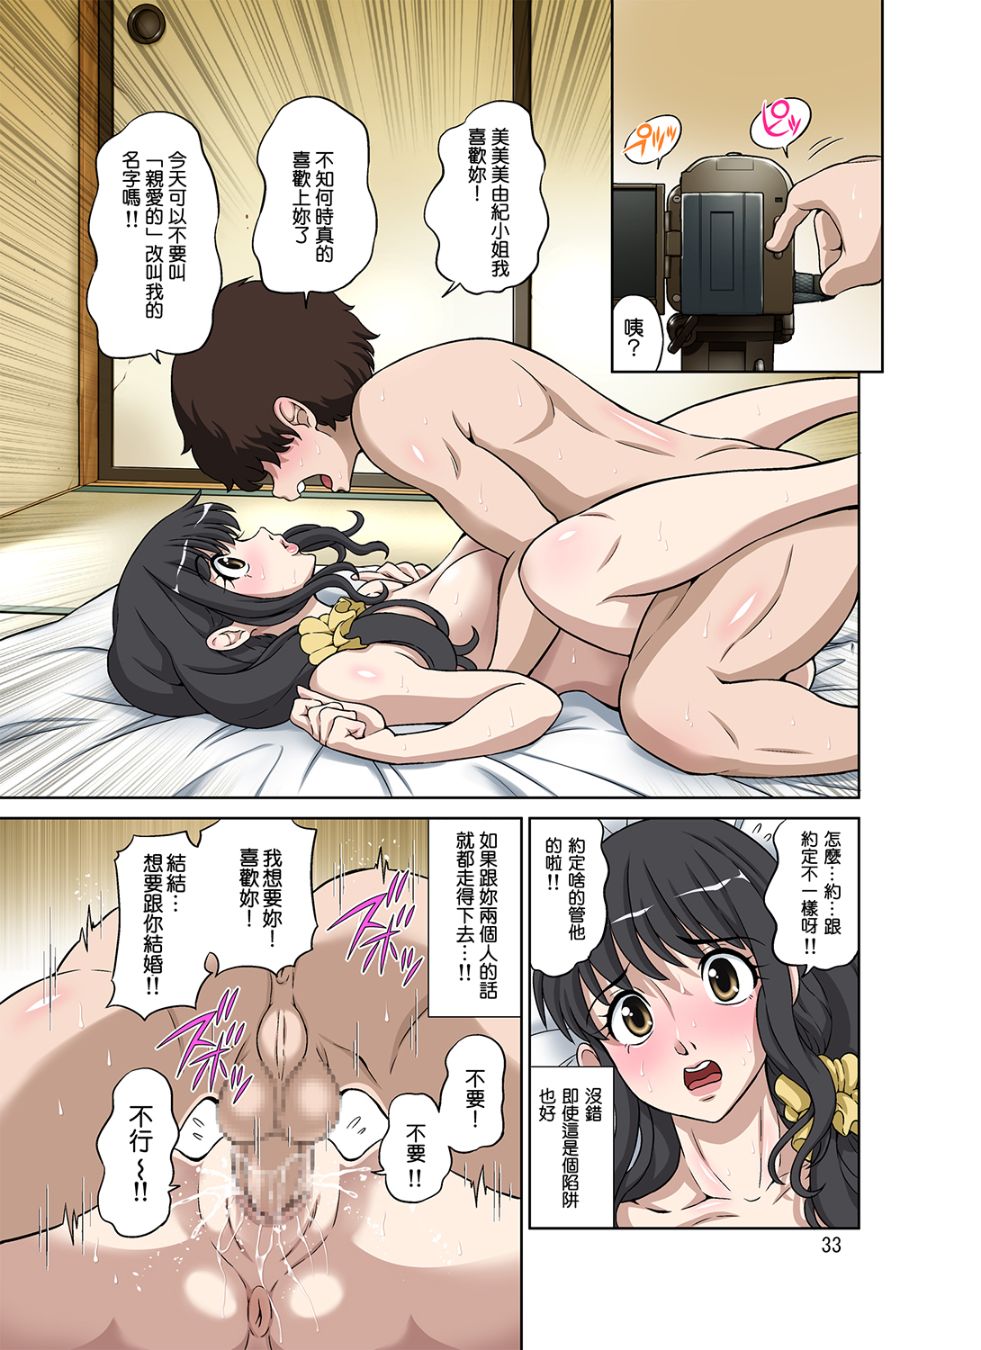 ピッ
プツッ
咦？
美美美由紀小姐我
喜歡妳！
不知何時真的
喜歡上妳了
今天可以不要叫
「親愛的」改叫我的
名字嗎!!
怎麼…約…跟
約定不一樣呀!!
約定啥的管他
的啦!!
沒錯
即使這是個陷阱
也好
如果跟妳兩個人的話
就都走得下去…!!
我想要妳！
喜歡妳！
結結…
想要跟你結婚!!
ズボッ
ズボッ
不要！
不要!!
不行～!!
33